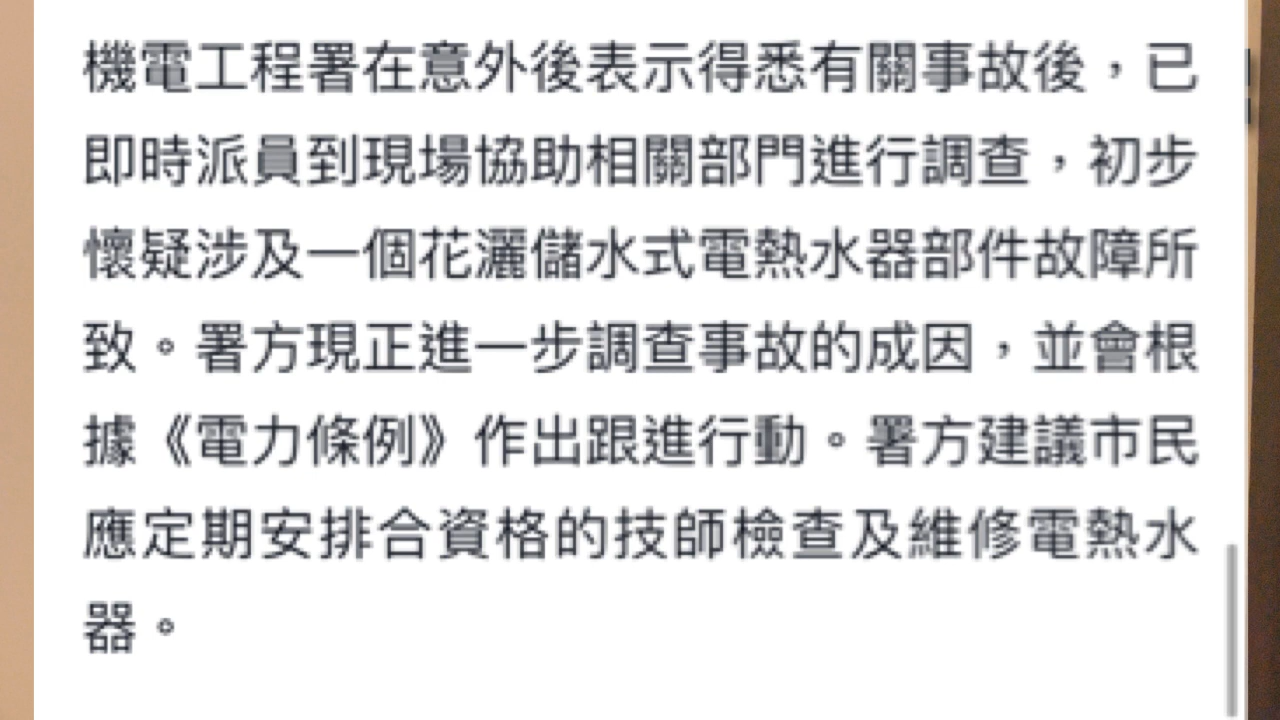 機電工程署在意外後表示得悉有關事故後，已
即時派員到現場協助相關部門進行調查，初步
懷疑涉及一個花灑儲水式電熱水器部件故障所
致。署方現正進一步調查事故的成因，並會根
據《電力條例》作出跟進行動。署方建議市民
應定期安排合資格的技師檢查及維修電熱水
器。